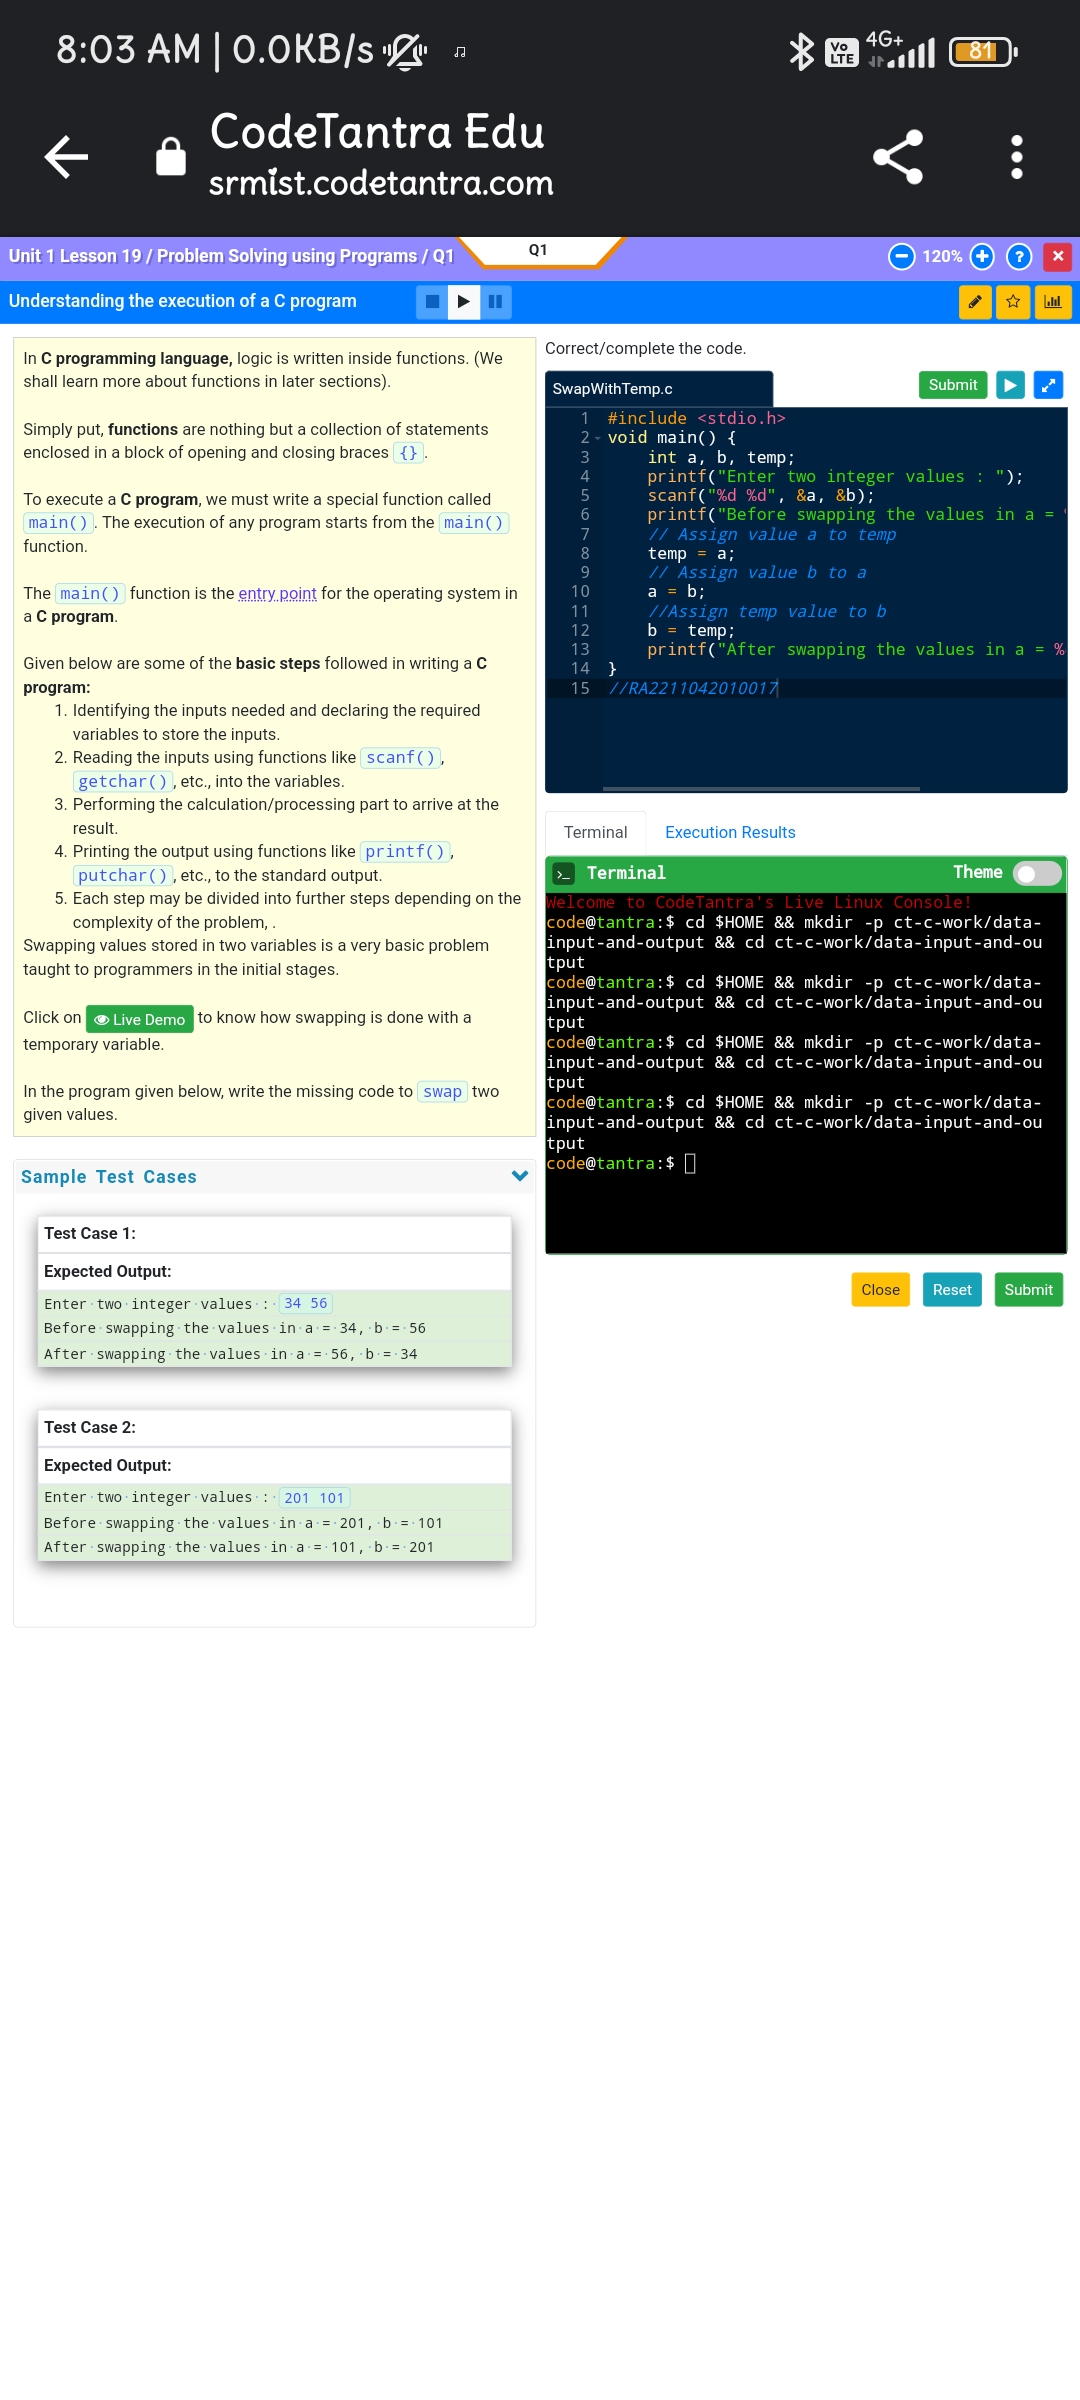 8:03 AM | 0.0KB/s
Vo LTE 4G+ 81
CodeTantra Edu
srmist.codetantra.com
Unit 1 Lesson 19 / Problem Solving using Programs / Q1
Q1
120%
?
Understanding the execution of a C program
In C programming language, logic is written inside functions. (We
shall learn more about functions in later sections).
Simply put, functions are nothing but a collection of statements
enclosed in a block of opening and closing braces {}.
To execute a C program, we must write a special function called
main(). The execution of any program starts from the main()
function.
The main() function is the entry point for the operating system in
a C program.
Given below are some of the basic steps followed in writing a C
program:
1. Identifying the inputs needed and declaring the required
variables to store the inputs.
2. Reading the inputs using functions like scanf(),
getchar(), etc., into the variables.
3. Performing the calculation/processing part to arrive at the
result.
4. Printing the output using functions like printf(),
putchar(), etc., to the standard output.
5. Each step may be divided into further steps depending on the
complexity of the problem, .
Swapping values stored in two variables is a very basic problem
taught to programmers in the initial stages.
Click on Live Demo to know how swapping is done with a
temporary variable.
In the program given below, write the missing code to swap two
given values.
Sample Test Cases
Test Case 1:
Expected Output:
Enter·two·integer·values·:·34 56
Before·swapping·the·values·in·a·=·34,·b·=·56
After·swapping·the·values·in·a·=·56,·b·=·34
Test Case 2:
Expected Output:
Enter·two·integer·values·:·201 101
Before·swapping·the·values·in·a·=·201,·b·=·101
After·swapping·the·values·in·a·=·101,·b·=·201
Correct/complete the code.
SwapWithTemp.c
Submit
1 #include <stdio.h>
2 void main() {
3 int a, b, temp;
4 printf("Enter two integer values : ");
5 scanf("%d %d", &a, &b);
6 printf("Before swapping the values in a =
7 // Assign value a to temp
8 temp = a;
9 // Assign value b to a
10 a = b;
11 //Assign temp value to b
12 b = temp;
13 printf("After swapping the values in a = %
14 }
15 //RA2211042010017
Terminal
Execution Results
>_ Terminal
Theme
Welcome to CodeTantra's Live Linux Console!
code@tantra:$ cd $HOME && mkdir -p ct-c-work/data-
input-and-output && cd ct-c-work/data-input-and-ou
tput
code@tantra:$ cd $HOME && mkdir -p ct-c-work/data-
input-and-output && cd ct-c-work/data-input-and-ou
tput
code@tantra:$ cd $HOME && mkdir -p ct-c-work/data-
input-and-output && cd ct-c-work/data-input-and-ou
tput
code@tantra:$ cd $HOME && mkdir -p ct-c-work/data-
input-and-output && cd ct-c-work/data-input-and-ou
tput
code@tantra:$
Close
Reset
Submit